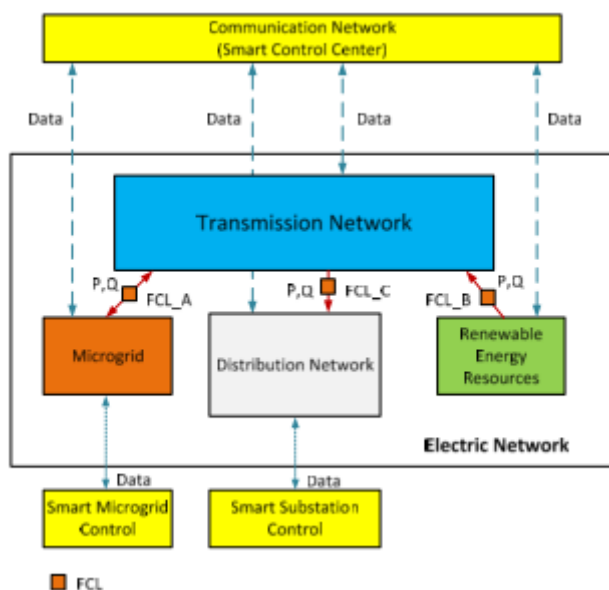 Communication Network
(Smart Control Center)
Data
Data
Data
Data
Transmission Network
P,Q
FCL_A
P,Q
FCL_C
FCL_B
P,Q
Microgrid
Distribution Network
Renewable
Energy
Resources
Electric Network
Data
Data
Smart Microgrid
Control
Smart Substation
Control
FCL